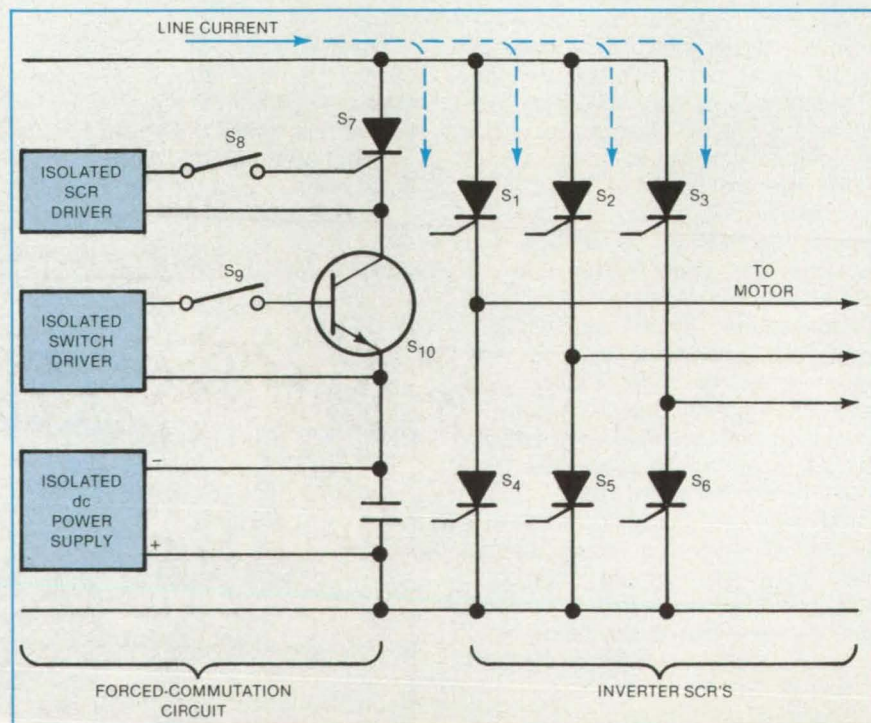 LINE CURRENT
S7
S8
ISOLATED
SCR
DRIVER
S1
S2
S3
TO
MOTOR
S9
ISOLATED
SWITCH
DRIVER
S10
ISOLATED
dc
POWER
SUPPLY
−
+
S4
S5
S6
FORCED-COMMUTATION
CIRCUIT
INVERTER SCR'S